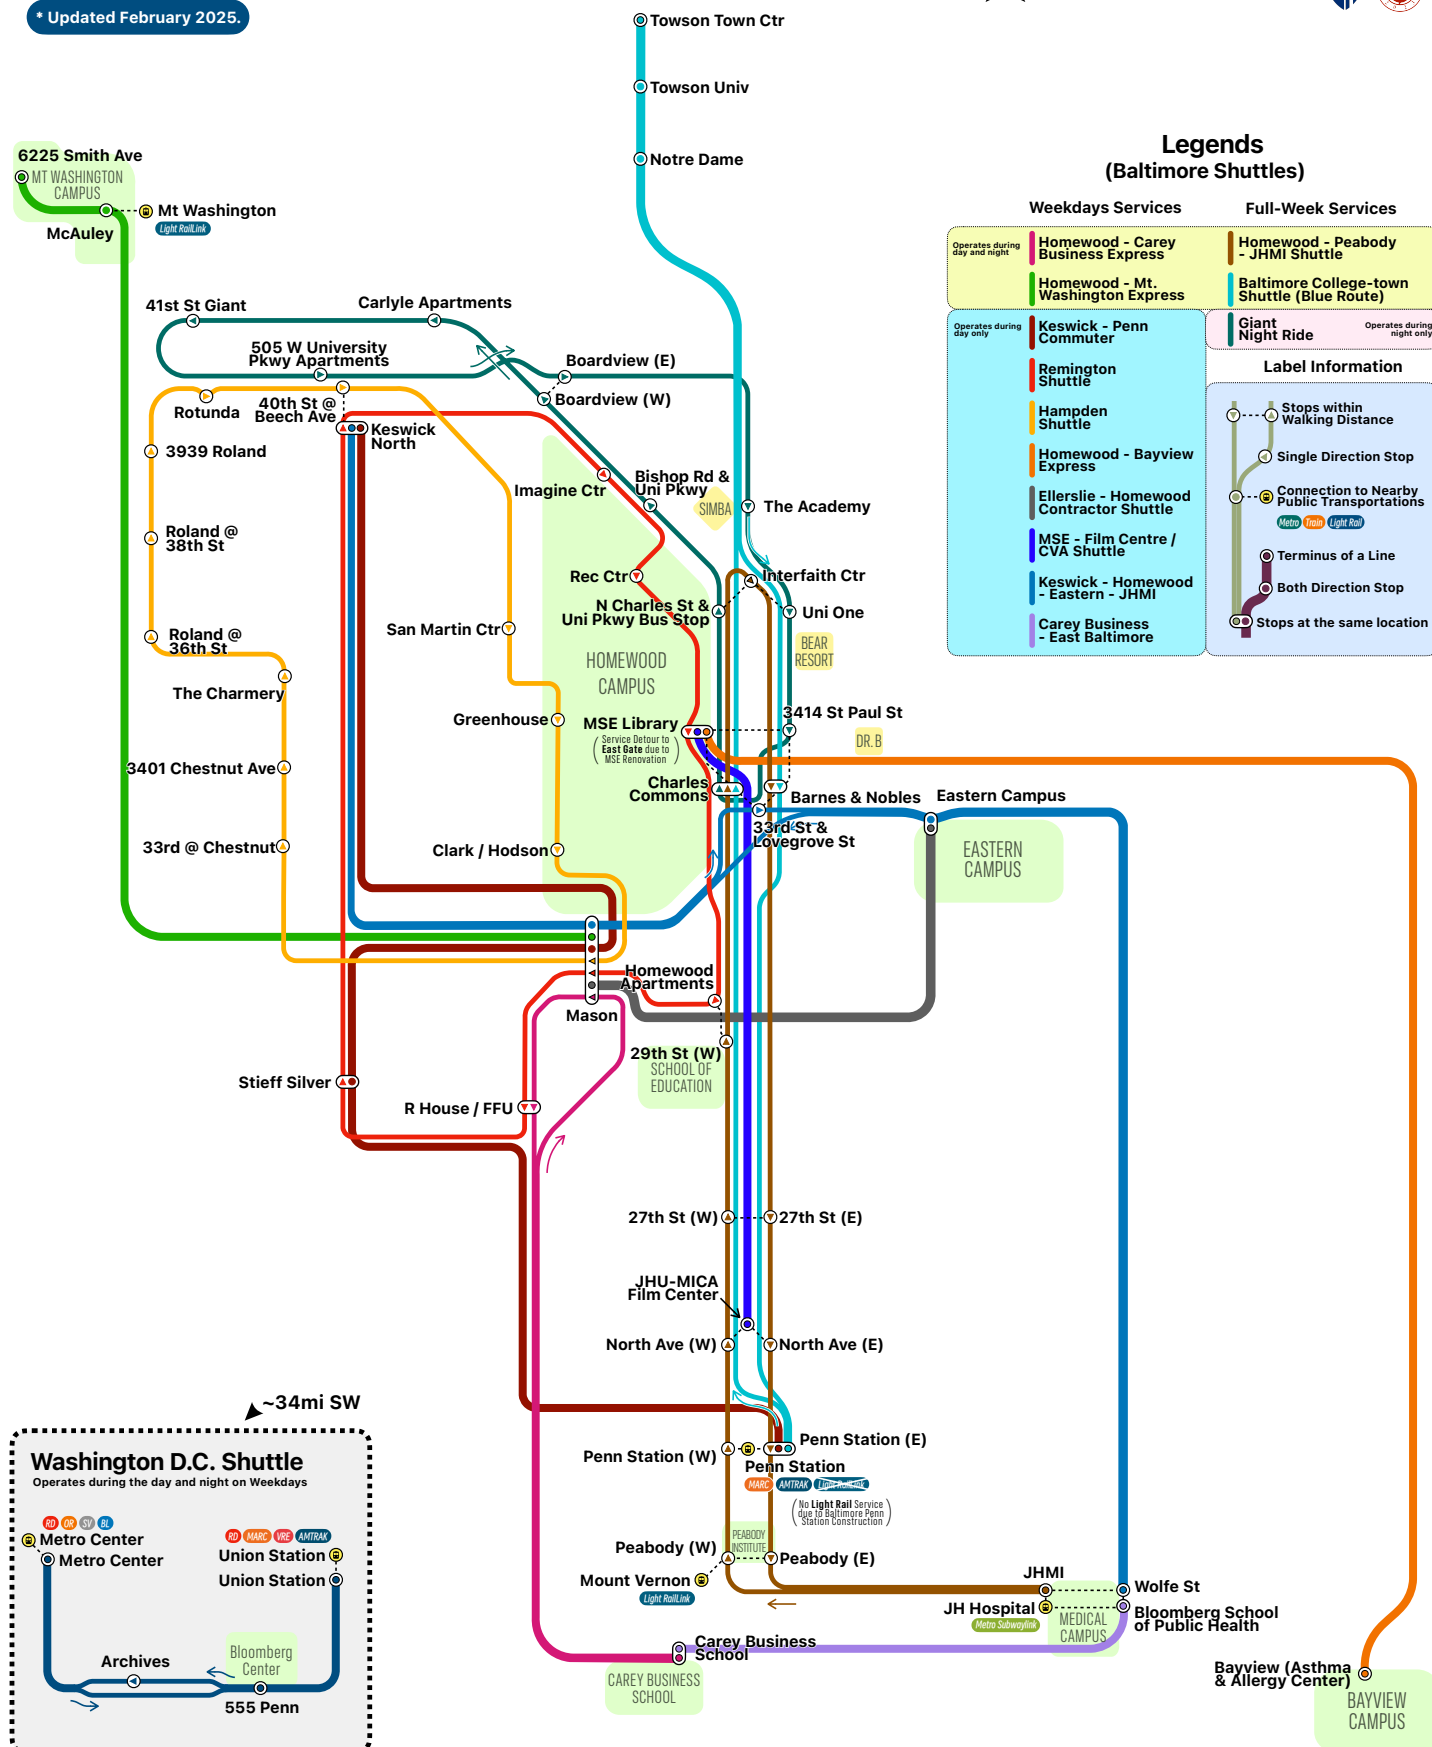 * Updated February 2025.
Towson Town Ctr
Towson Univ
Notre Dame
6225 Smith Ave
MT WASHINGTON
CAMPUS
McAuley
Mt Washington
Light RailLink
41st St Giant
Carlyle Apartments
505 W University
Pkwy Apartments
Boardview (E)
Boardview (W)
Rotunda
40th St @
Beech Ave
Keswick
North
3939 Roland
Imagine Ctr
Bishop Rd &
Uni Pkwy
SIMBA
The Academy
Roland @
38th St
Rec Ctr
Interfaith Ctr
N Charles St &
Uni Pkwy Bus Stop
Uni One
San Martin Ctr
Roland @
36th St
BEAR
RESORT
HOMEWOOD
CAMPUS
The Charmery
Greenhouse
MSE Library
Service Detour to
East Gate due to
MSE Renovation
3414 St Paul St
DR. B
3401 Chestnut Ave
Charles
Commons
Barnes & Nobles
Eastern Campus
33rd St &
Lovegrove St
33rd @ Chestnut
Clark / Hodson
EASTERN
CAMPUS
Homewood
Apartments
Mason
29th St (W)
SCHOOL OF
EDUCATION
Stieff Silver
R House / FFU
27th St (W)
27th St (E)
JHU-MICA
Film Center
North Ave (W)
North Ave (E)
Penn Station (W)
Penn Station (E)
Penn Station
MARC
AMTRAK
Light RailLink
No Light Rail Service
due to Baltimore Penn
Station Construction
Peabody (W)
PEABODY
INSTITUTE
Peabody (E)
Mount Vernon
Light RailLink
JHMI
Wolfe St
JH Hospital
Metro Subwaylink
MEDICAL
CAMPUS
Bloomberg School
of Public Health
Carey Business
School
CAREY BUSINESS
SCHOOL
Bayview (Asthma
& Allergy Center)
BAYVIEW
CAMPUS
Legends
(Baltimore Shuttles)
Weekdays Services
Full-Week Services
Operates during
day and night
Homewood - Carey
Business Express
Homewood - Mt.
Washington Express
Homewood - Peabody
- JHMI Shuttle
Baltimore College-town
Shuttle (Blue Route)
Operates during
day only
Keswick - Penn
Commuter
Remington
Shuttle
Hampden
Shuttle
Homewood - Bayview
Express
Ellerslie - Homewood
Contractor Shuttle
MSE - Film Centre /
CVA Shuttle
Keswick - Homewood
- Eastern - JHMI
Carey Business
- East Baltimore
Giant
Night Ride
Operates during
night only
Label Information
Stops within
Walking Distance
Single Direction Stop
Connection to Nearby
Public Transportations
Metro
Train
Light Rail
Terminus of a Line
Both Direction Stop
Stops at the same location
~34mi SW
Washington D.C. Shuttle
Operates during the day and night on Weekdays
RD OR SV BL
Metro Center
Metro Center
RD MARC VRE AMTRAK
Union Station
Union Station
Archives
Bloomberg
Center
555 Penn